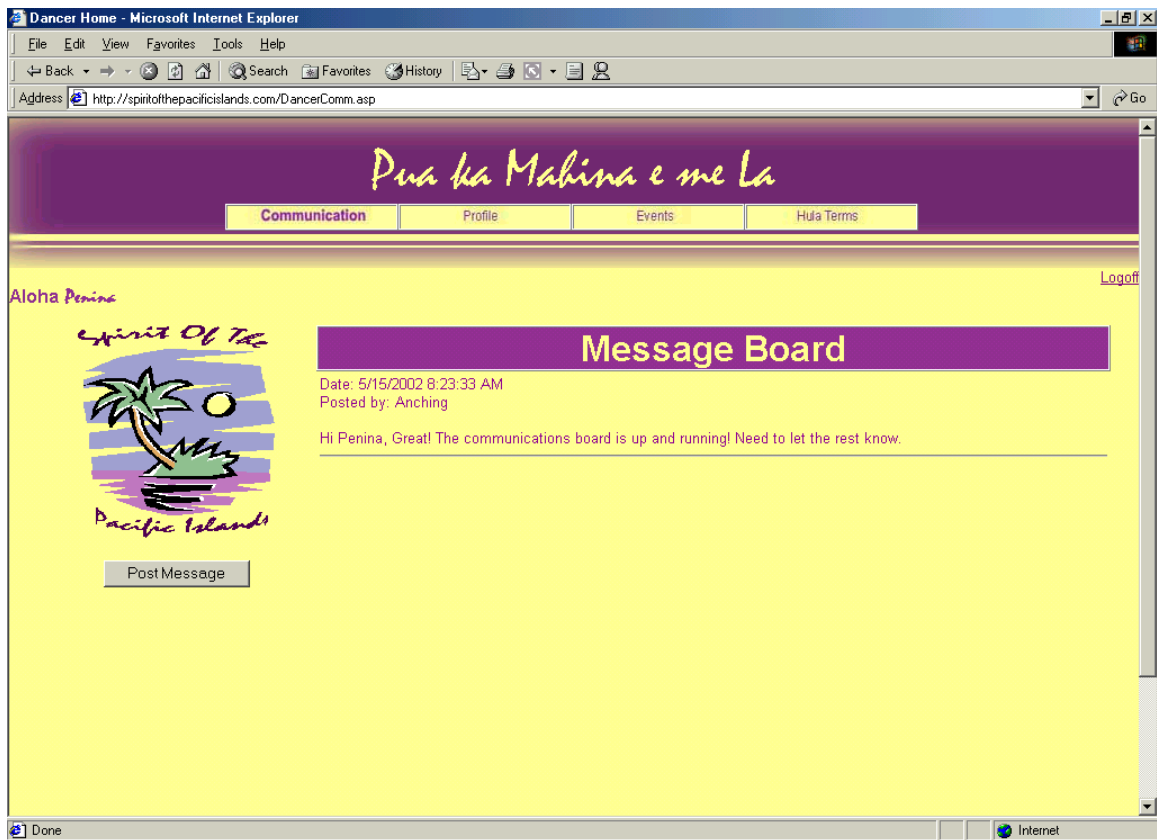 Dancer Home - Microsoft Internet Explorer
File Edit View Favorites Tools Help
Back Search Favorites History
Address http://spiritofthepacificislands.com/DancerComm.asp Go
Pua ka Mahina e me La
Communication Profile Events Hula Terms
Logoff
Aloha Penina
Spirit Of The
Pacific Islands
Post Message
Message Board
Date: 5/15/2002 8:23:33 AM
Posted by: Anching
Hi Penina, Great! The communications board is up and running! Need to let the rest know.
Done Internet